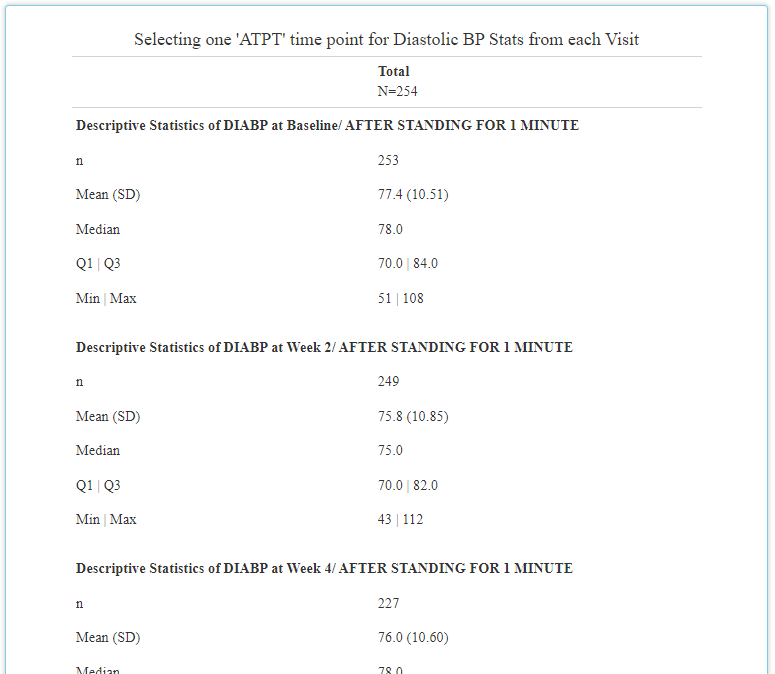 Selecting one 'ATPT' time point for Diastolic BP Stats from each Visit
Total
N=254
Descriptive Statistics of DIABP at Baseline/ AFTER STANDING FOR 1 MINUTE
n 253
Mean (SD) 77.4 (10.51)
Median 78.0
Q1 | Q3 70.0 | 84.0
Min | Max 51 | 108
Descriptive Statistics of DIABP at Week 2/ AFTER STANDING FOR 1 MINUTE
n 249
Mean (SD) 75.8 (10.85)
Median 75.0
Q1 | Q3 70.0 | 82.0
Min | Max 43 | 112
Descriptive Statistics of DIABP at Week 4/ AFTER STANDING FOR 1 MINUTE
n 227
Mean (SD) 76.0 (10.60)
Median 78.0